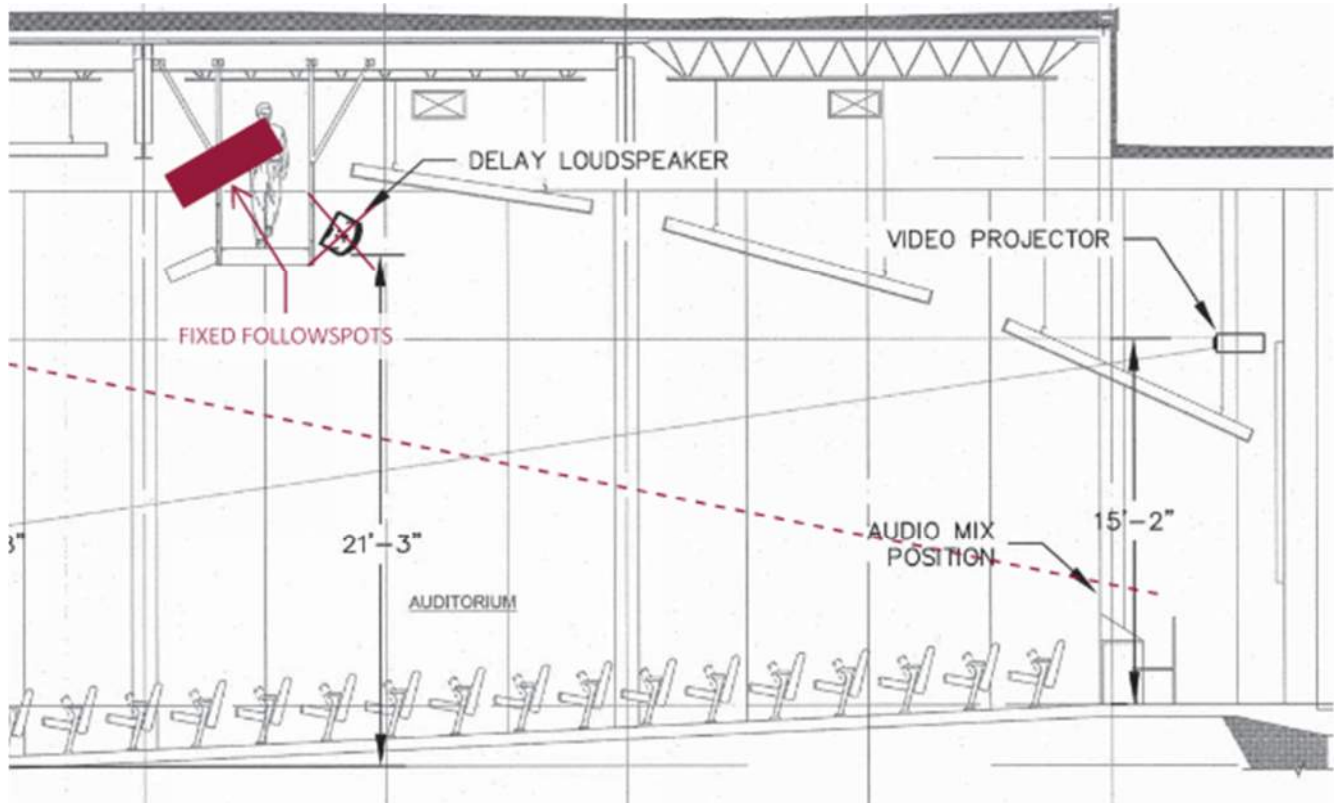 DELAY LOUDSPEAKER
VIDEO PROJECTOR
FIXED FOLLOWSPOTS
21'-3"
15'-2"
AUDIO MIX
POSITION
AUDITORIUM